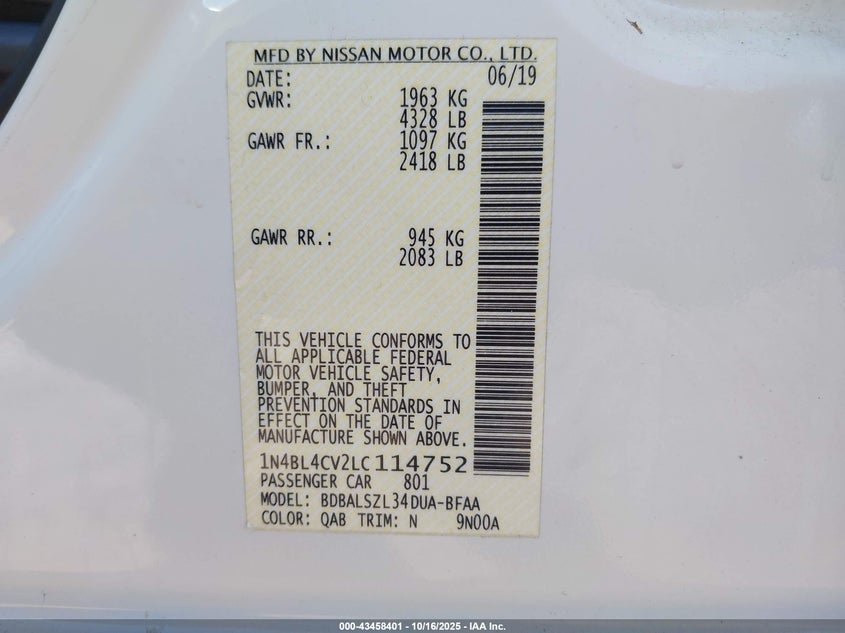 MFD BY NISSAN MOTOR CO., LTD.
DATE: 06/19
GVWR: 1963 KG
4328 LB
GAWR FR.: 1097 KG
2418 LB
GAWR RR.: 945 KG
2083 LB
THIS VEHICLE CONFORMS TO
ALL APPLICABLE FEDERAL
MOTOR VEHICLE SAFETY,
BUMPER, AND THEFT
PREVENTION STANDARDS IN
EFFECT ON THE DATE OF
MANUFACTURE SHOWN ABOVE.
1N4BL4CV2LC114752
PASSENGER CAR 801
MODEL: BDBALSZL34DUA-BFAA
COLOR: QAB TRIM: N 9N00A
000-43458401 - 10/16/2025 - IAA Inc.